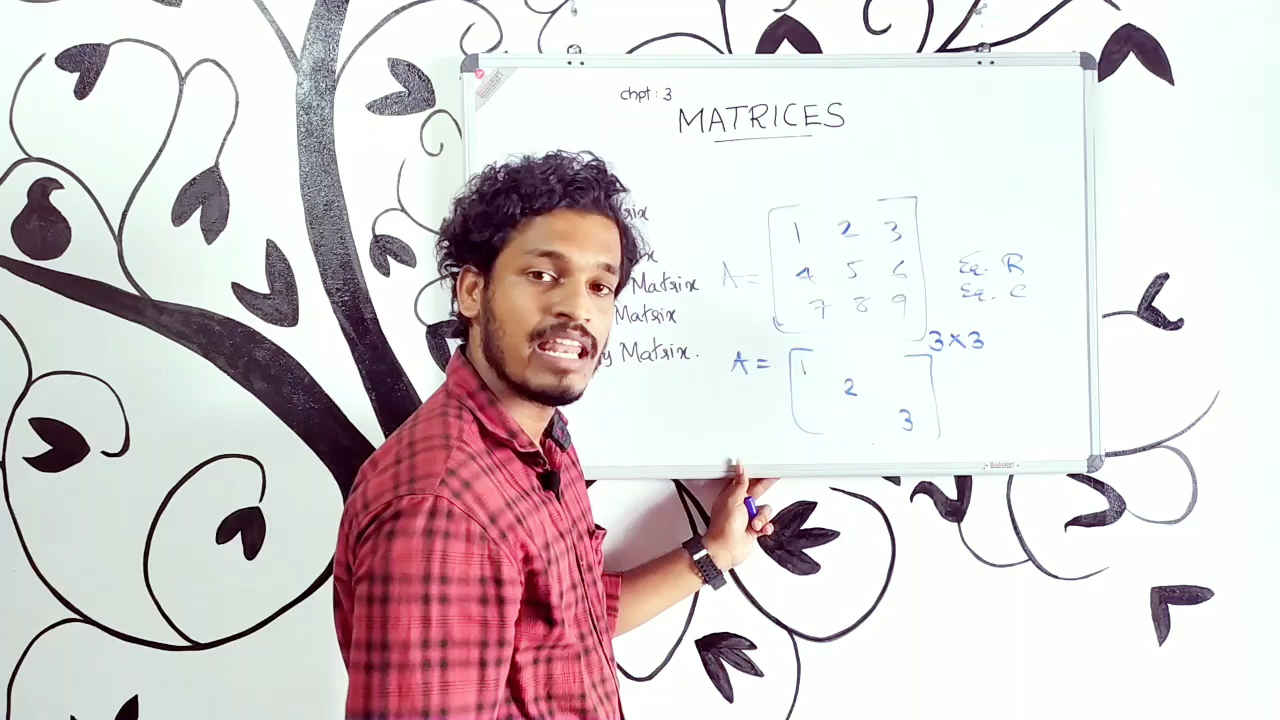 chpt : 3
MATRICES
Matrix
Matrix
Matrix.
A =
1 2 3
4 5 6
7 8 9
Eq. R
Eq. C
3×3
A =
1
2
3